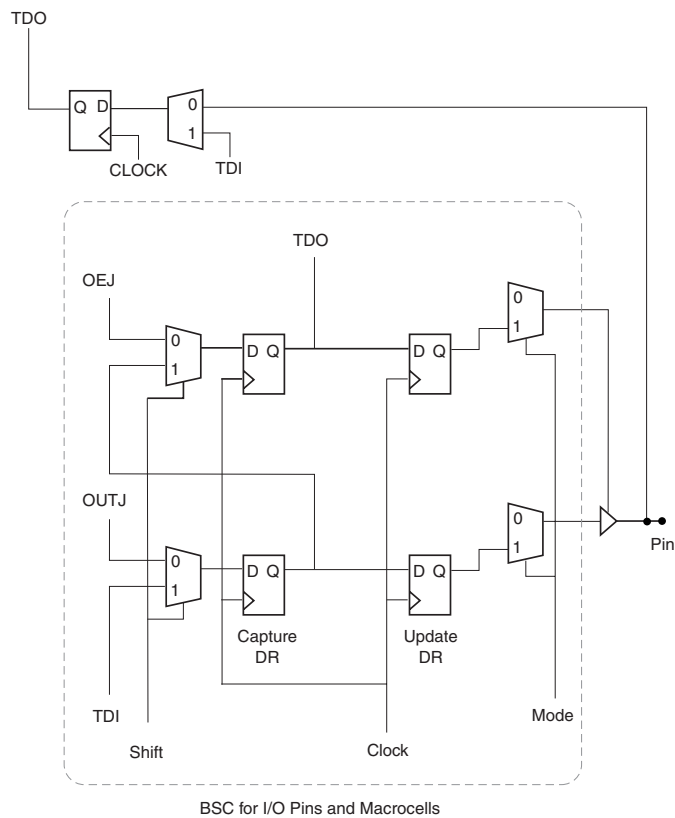 TDO
Q D
0
1
CLOCK
TDI
TDO
OEJ
0
1
D Q
D Q
0
1
OUTJ
0
1
D Q
D Q
0
1
Pin
Capture
DR
Update
DR
TDI
Shift
Clock
Mode
BSC for I/O Pins and Macrocells